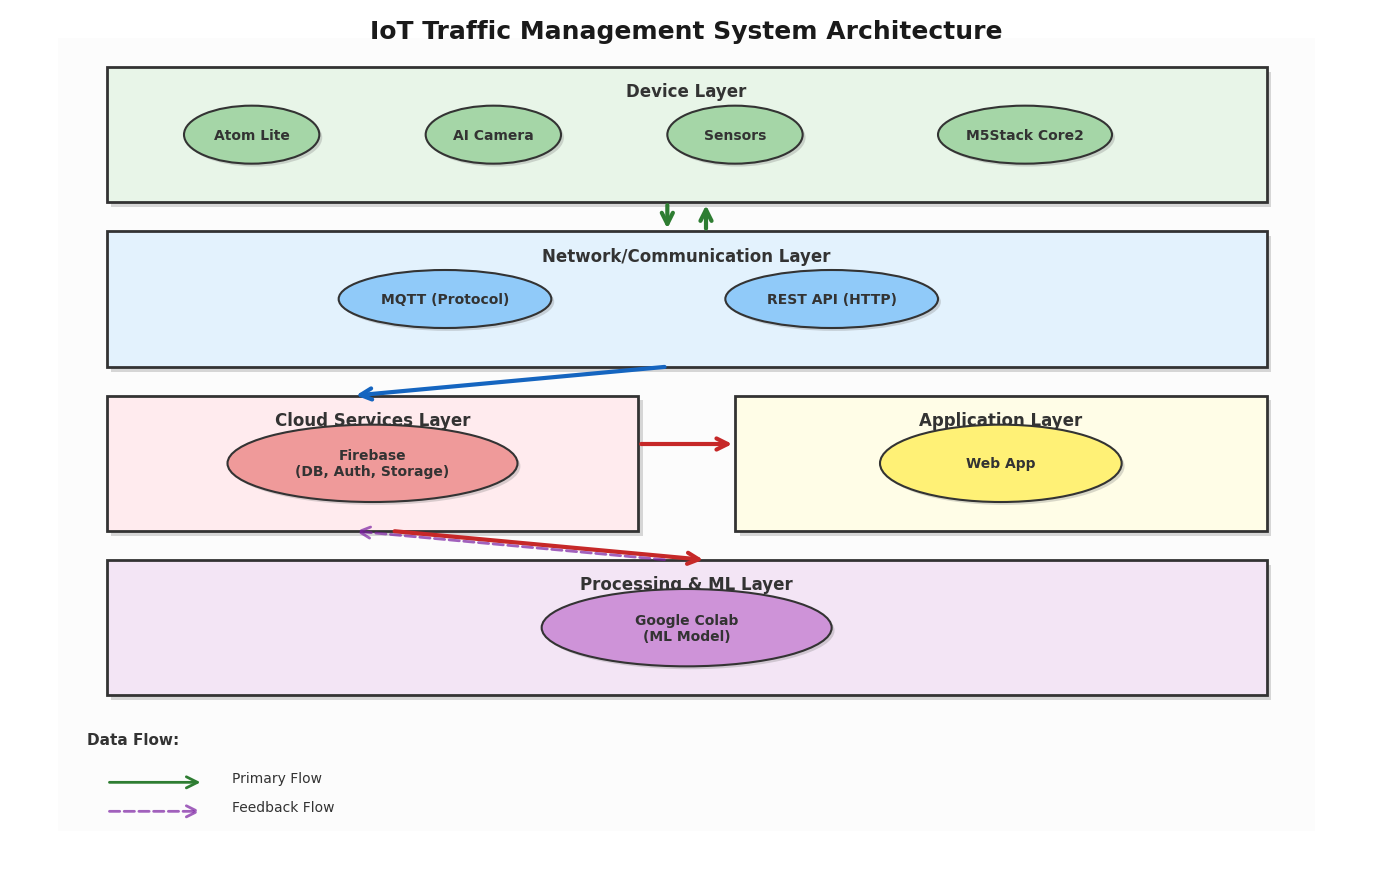 IoT Traffic Management System Architecture
Device Layer
Atom Lite
AI Camera
Sensors
M5Stack Core2
Network/Communication Layer
MQTT (Protocol)
REST API (HTTP)
Cloud Services Layer
Firebase
(DB, Auth, Storage)
Application Layer
Web App
Processing & ML Layer
Google Colab
(ML Model)
Data Flow:
Primary Flow
Feedback Flow